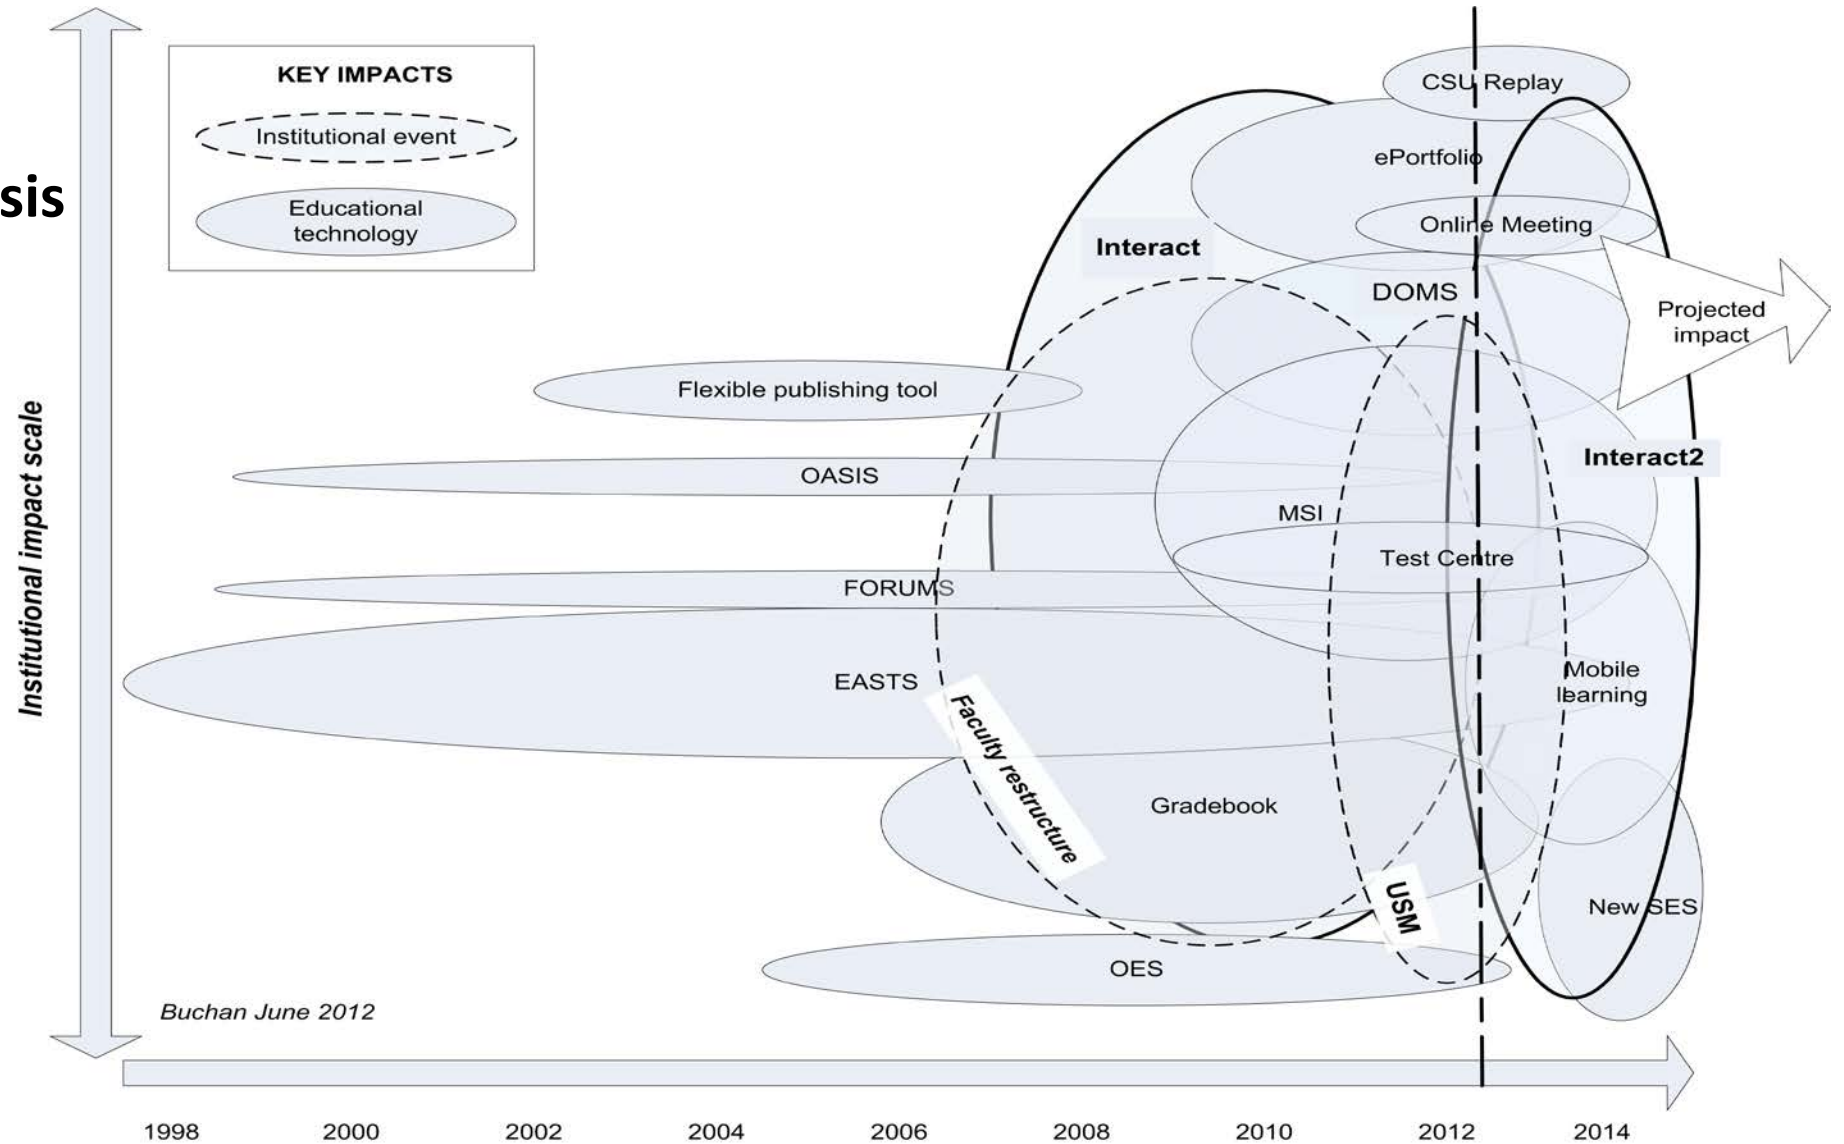 sis
KEY IMPACTS
Institutional event
Educational
technology
CSU Replay
ePortfolio
Online Meeting
Interact
DOMS
Projected
impact
Flexible publishing tool
Interact2
OASIS
MSI
Test Centre
FORUMS
EASTS
Mobile
learning
Faculty restructure
Gradebook
USM
New SES
OES
Institutional impact scale
Buchan June 2012
1998 2000 2002 2004 2006 2008 2010 2012 2014